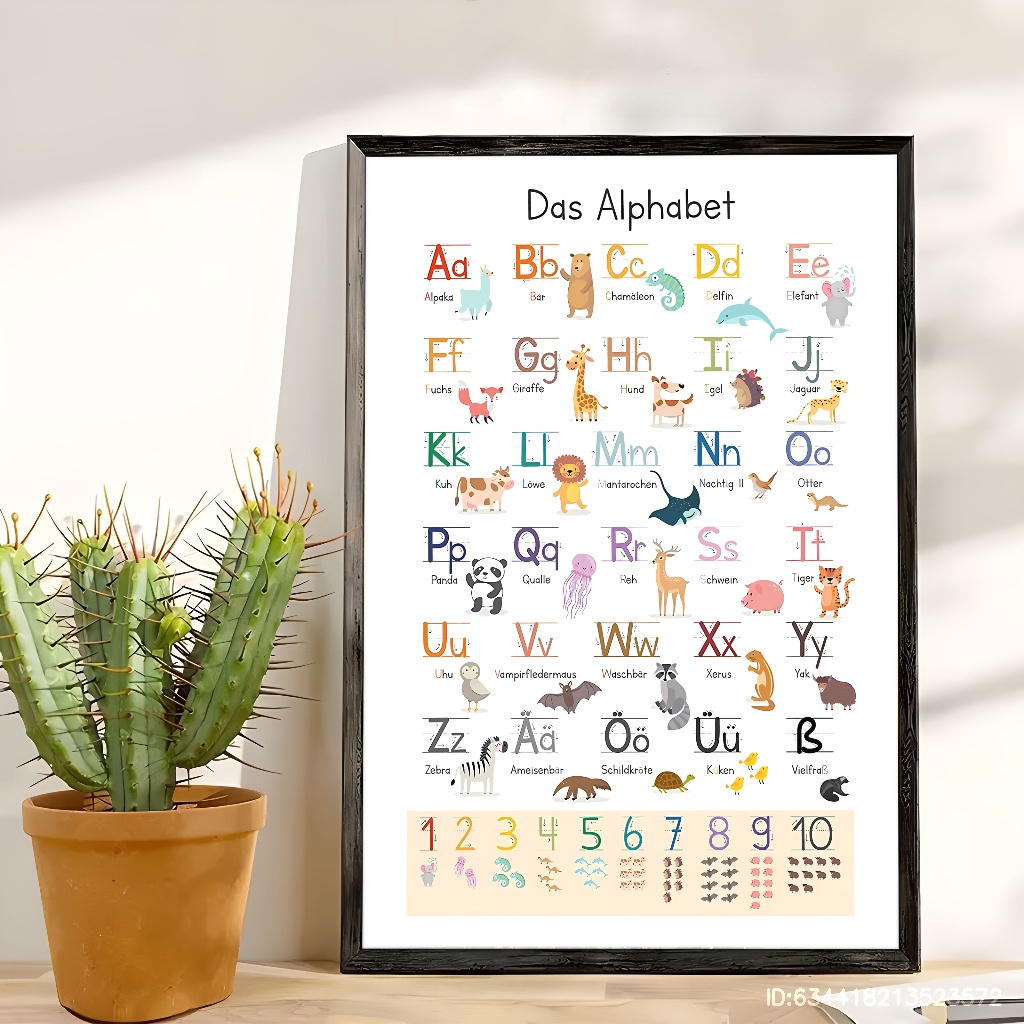 Das Alphabet
Aa Bb Cc Dd Ee
Alpaka Bär Chamäleon Delfin Elefant
Ff Gg Hh Ii Jj
Fuchs Giraffe Hund Igel Jaguar
Kk Ll Mm Nn Oo
Kuh Löwe Mantarochen Nachtig ll Otter
Pp Qq Rr Ss Tt
Panda Qualle Reh Schwein Tiger
Uu Vv Ww Xx Yy
Uhu Vampirfledermaus Waschbär Xerus Yak
Zz Ää Öö Üü ß
Zebra Ameisenbär Schildkröte Küken Vielfraß
1 2 3 4 5 6 7 8 9 10
ID:634418213523572